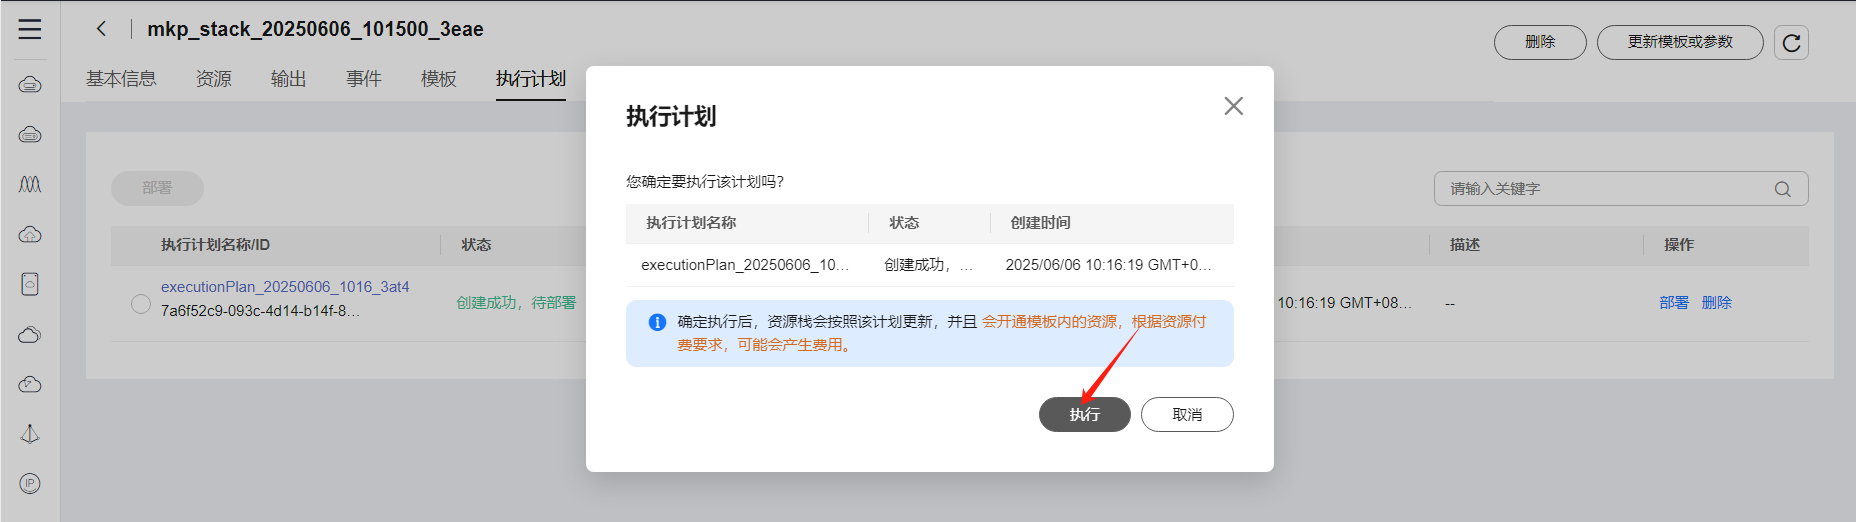 mkp_stack_20250606_101500_3eae
删除
更新模板或参数
基本信息
资源
输出
事件
模板
执行计划
部署
请输入关键字
执行计划名称/ID
状态
描述
操作
executionPlan_20250606_1016_3at4
7a6f52c9-093c-4d14-b14f-8...
创建成功，待部署
10:16:19 GMT+08...
--
部署
删除
执行计划
您确定要执行该计划吗?
执行计划名称
状态
创建时间
executionPlan_20250606_10...
创建成功，...
2025/06/06 10:16:19 GMT+0...
确定执行后，资源栈会按照该计划更新，并且 会开通模板内的资源，根据资源付
费要求，可能会产生费用。
执行
取消
IP